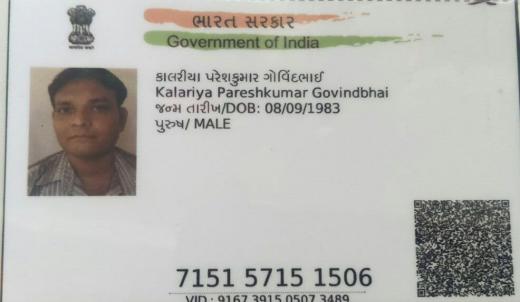 ભારત સરકાર
Government of India
કાલરીયા પરેશકુમાર ગોવિંદભાઈ
Kalariya Pareshkumar Govindbhai
જન્મ તારીખ/DOB: 08/09/1983
પુરુષ/ MALE
7151 5715 1506
VID : 9167 3915 0507 3489